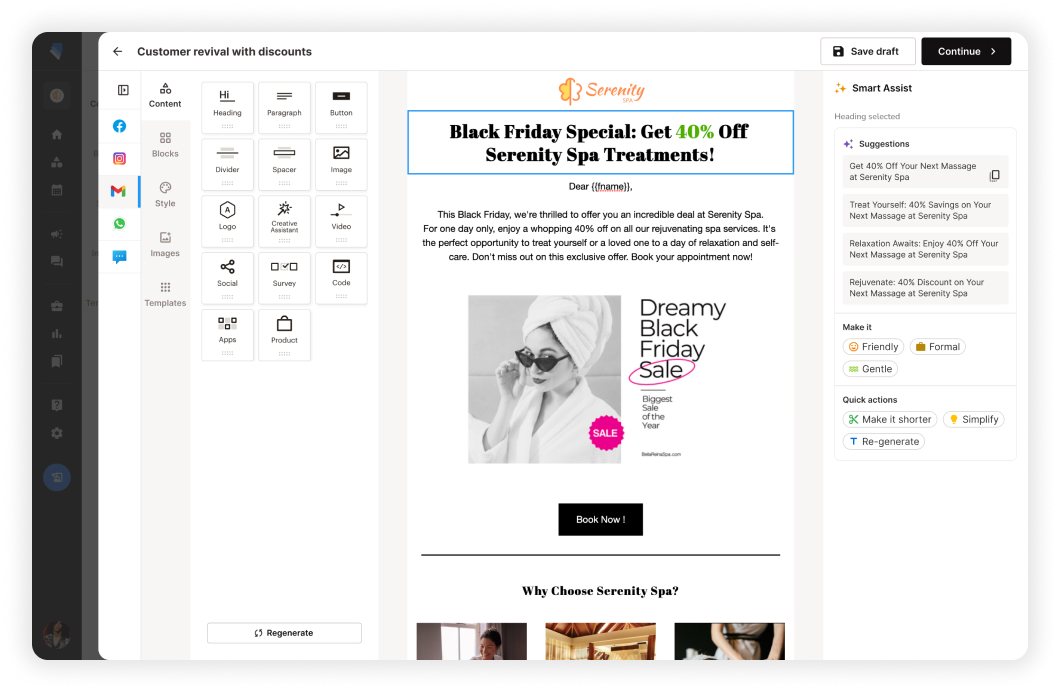 Customer revival with discounts
Save draft
Continue
Content
Blocks
Style
Images
Templates
Hi
Heading
Paragraph
Button
Divider
Spacer
Image
A
Logo
Creative
Assistant
Video
Social
Survey
Code
Apps
Product
Regenerate
Serenity
SPA
Black Friday Special: Get 40% Off
Serenity Spa Treatments!
Dear {{fname}},
This Black Friday, we're thrilled to offer you an incredible deal at Serenity Spa.
For one day only, enjoy a whopping 40% off on all our rejuvenating spa services. It's
the perfect opportunity to treat yourself or a loved one to a day of relaxation and self-
care. Don't miss out on this exclusive offer. Book your appointment now!
Dreamy
Black
Friday
Sale
Biggest
Sale
of the
Year
SALE
BellaReinaSpa.com
Book Now !
Why Choose Serenity Spa?
Smart Assist
Heading selected
Suggestions
Get 40% Off Your Next Massage
at Serenity Spa
Treat Yourself: 40% Savings on Your
Next Massage at Serenity Spa
Relaxation Awaits: Enjoy 40% Off Your
Next Massage at Serenity Spa
Rejuvenate: 40% Discount on Your
Next Massage at Serenity Spa
Make it
Friendly
Formal
Gentle
Quick actions
Make it shorter
Simplify
T Re-generate